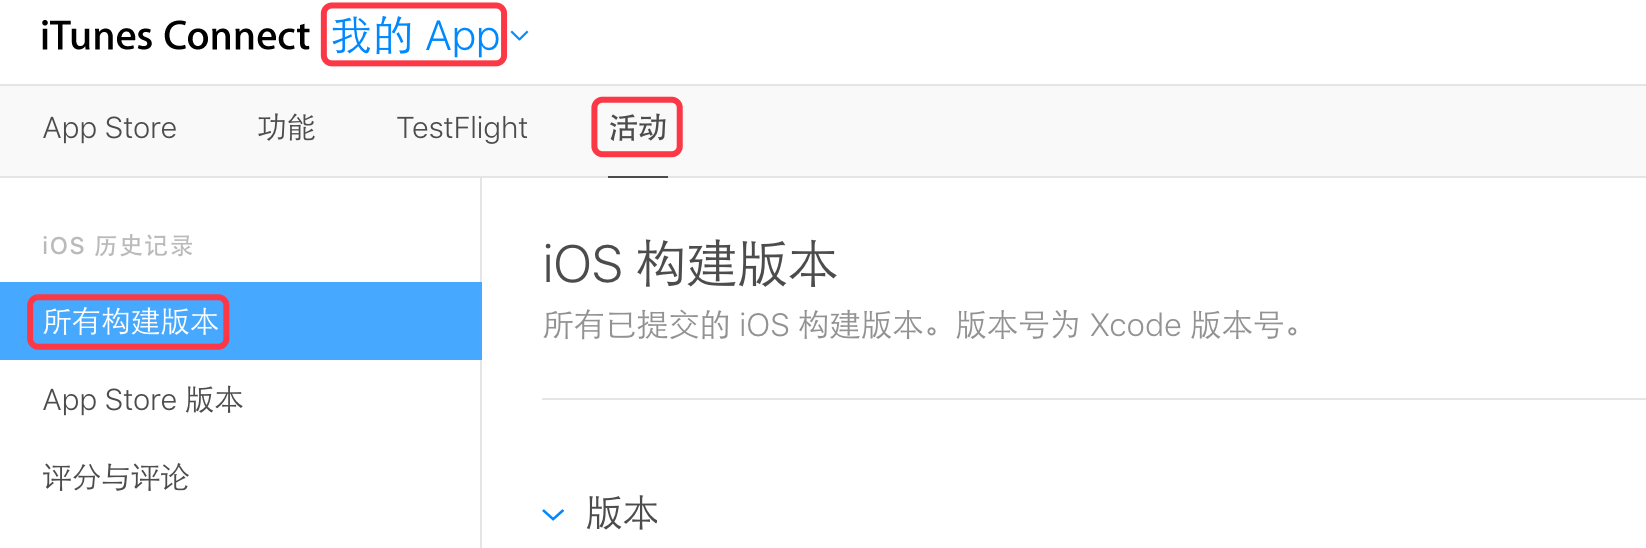 iTunes Connect 我的 App
App Store 功能 TestFlight 活动
iOS 历史记录
所有构建版本
App Store 版本
评分与评论
iOS 构建版本
所有已提交的 iOS 构建版本。版本号为 Xcode 版本号。
版本